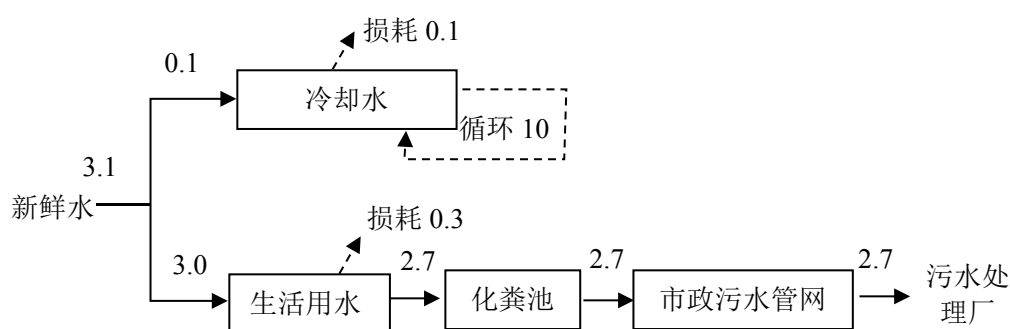 损耗 0.1
0.1
冷却水
循环 10
3.1
新鲜水
损耗 0.3
3.0
生活用水
2.7
化粪池
2.7
市政污水管网
2.7
污水处
理厂